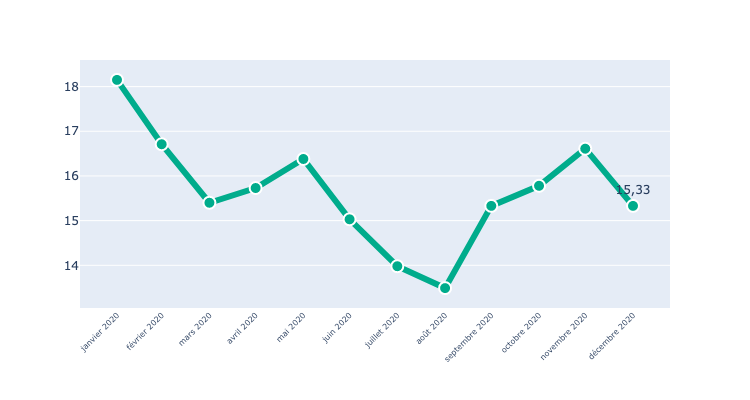 18
17
16
15
14
15,33
janvier 2020
février 2020
mars 2020
avril 2020
mai 2020
juin 2020
juillet 2020
août 2020
septembre 2020
octobre 2020
novembre 2020
décembre 2020